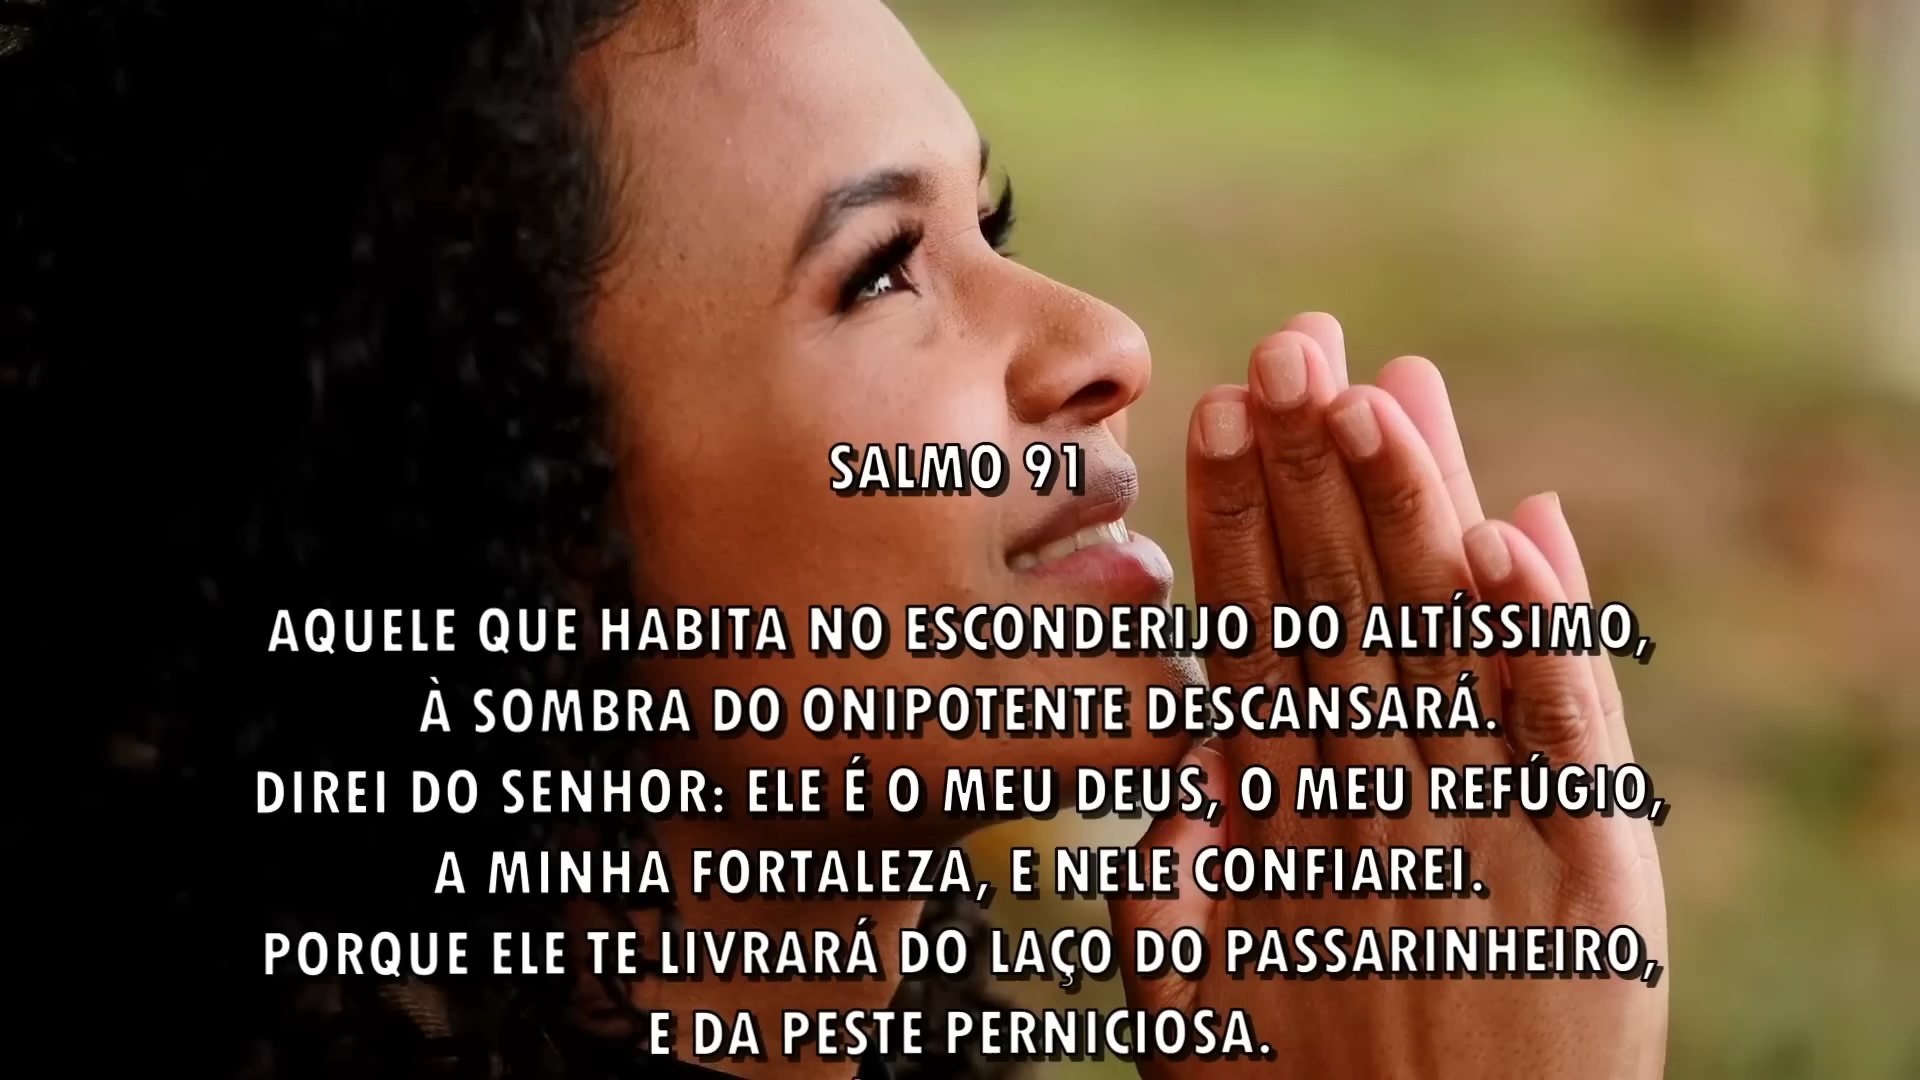 SALMO 91
AQUELE QUE HABITA NO ESCONDERIJO DO ALTÍSSIMO,
À SOMBRA DO ONIPOTENTE DESCANSARÁ.
DIREI DO SENHOR: ELE É O MEU DEUS, O MEU REFÚGIO,
A MINHA FORTALEZA, E NELE CONFIAREI.
PORQUE ELE TE LIVRARÁ DO LAÇO DO PASSARINHEIRO,
E DA PESTE PERNICIOSA.